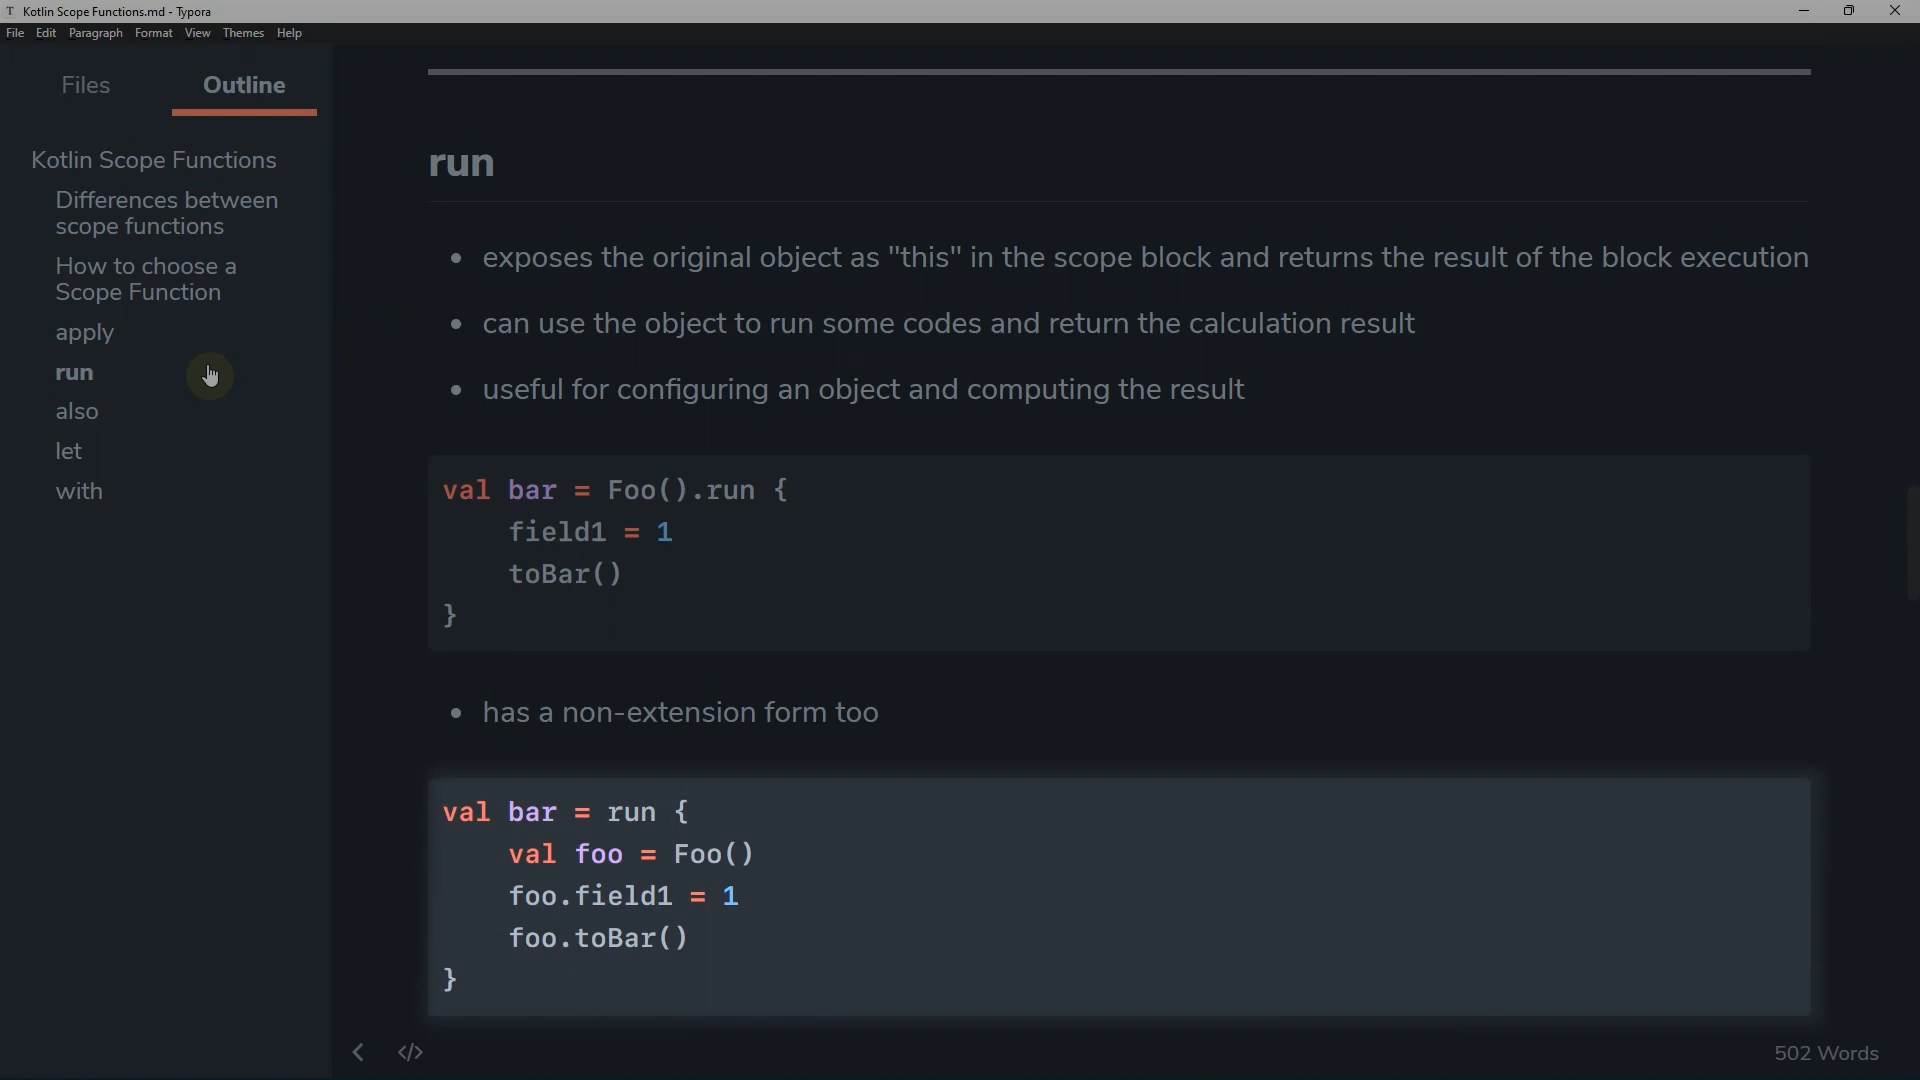 T Kotlin Scope Functions.md - Typora
File Edit Paragraph Format View Themes Help
Files Outline
Kotlin Scope Functions
Differences between
scope functions
How to choose a
Scope Function
apply
run
also
let
with
run
• exposes the original object as "this" in the scope block and returns the result of the block execution
• can use the object to run some codes and return the calculation result
• useful for configuring an object and computing the result
val bar = Foo().run {
    field1 = 1
    toBar()
}
• has a non-extension form too
val bar = run {
    val foo = Foo()
    foo.field1 = 1
    foo.toBar()
}
</>
502 Words